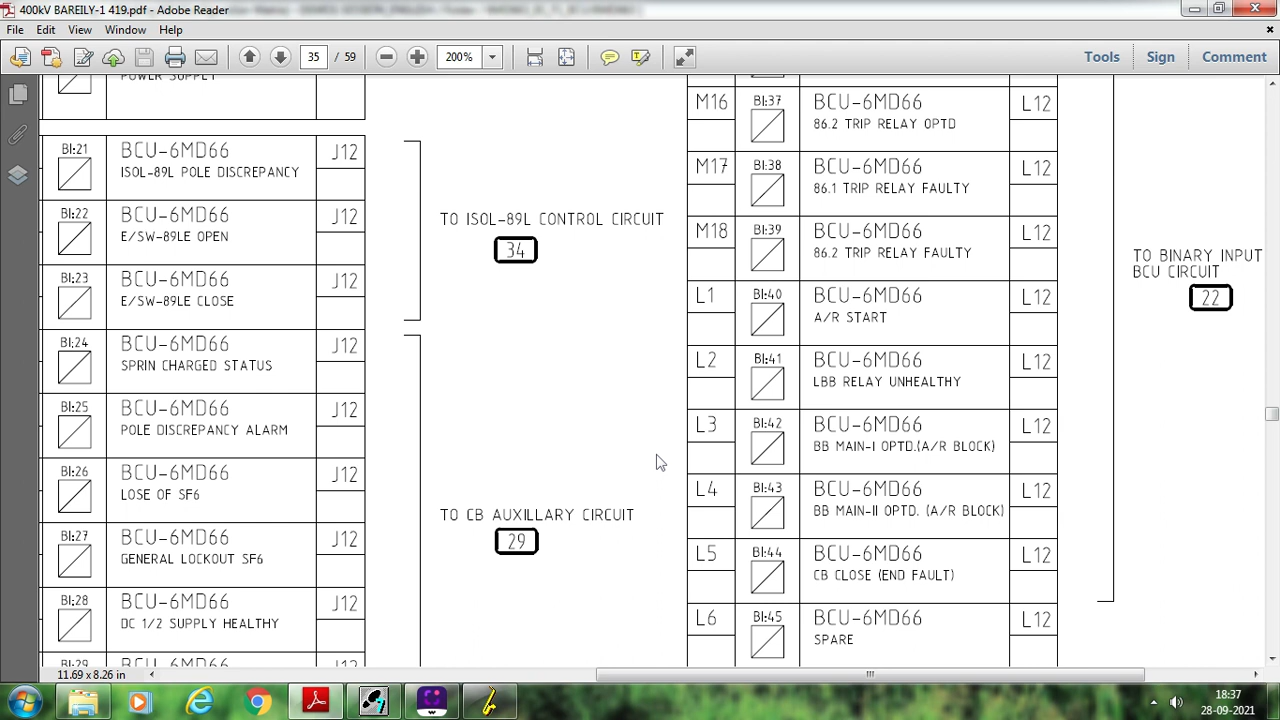 400kV BAREILY-1 419.pdf - Adobe Reader
File Edit View Window Help
35 / 59 200% Tools Sign Comment
POWER SUPPLY
BI:21 BCU-6MD66 J12
ISOL-89L POLE DISCREPANCY
BI:22 BCU-6MD66 J12
E/SW-89LE OPEN
BI:23 BCU-6MD66 J12
E/SW-89LE CLOSE
BI:24 BCU-6MD66 J12
SPRIN CHARGED STATUS
BI:25 BCU-6MD66 J12
POLE DISCREPANCY ALARM
BI:26 BCU-6MD66 J12
LOSE OF SF6
BI:27 BCU-6MD66 J12
GENERAL LOCKOUT SF6
BI:28 BCU-6MD66 J12
DC 1/2 SUPPLY HEALTHY
BI:29 BCU-6MD66 J12
TO ISOL-89L CONTROL CIRCUIT
34
TO CB AUXILLARY CIRCUIT
29
M16 BI:37 BCU-6MD66 L12
86.2 TRIP RELAY OPTD
M17 BI:38 BCU-6MD66 L12
86.1 TRIP RELAY FAULTY
M18 BI:39 BCU-6MD66 L12
86.2 TRIP RELAY FAULTY
L1 BI:40 BCU-6MD66 L12
A/R START
L2 BI:41 BCU-6MD66 L12
LBB RELAY UNHEALTHY
L3 BI:42 BCU-6MD66 L12
BB MAIN-I OPTD.(A/R BLOCK)
L4 BI:43 BCU-6MD66 L12
BB MAIN-II OPTD. (A/R BLOCK)
L5 BI:44 BCU-6MD66 L12
CB CLOSE (END FAULT)
L6 BI:45 BCU-6MD66 L12
SPARE
TO BINARY INPUT
BCU CIRCUIT
22
11.69 x 8.26 in
18:37
28-09-2021